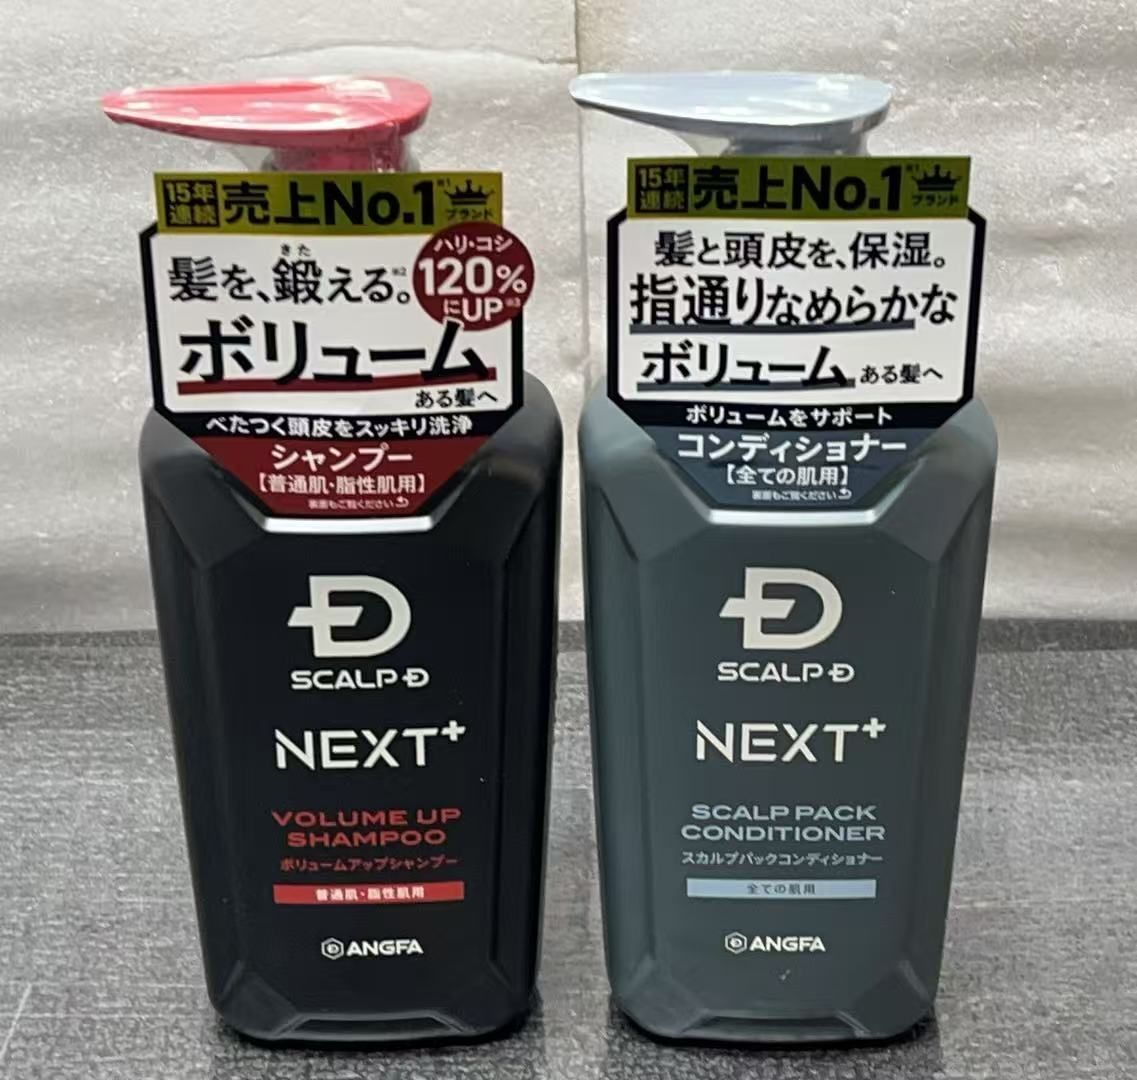 15年
連続
売上No.1※1
ブランド
髪を、鍛える。※2
きた
ハリ・コシ
120%
にUP※3
ボリューム
ある髪へ
べたつく頭皮をスッキリ洗浄
シャンプー
【普通肌・脂性肌用】
裏面もご覧ください
SCALP D
NEXT+
VOLUME UP
SHAMPOO
ボリュームアップシャンプー
普通肌・脂性肌用
ANGFA
15年
連続
売上No.1※1
ブランド
髪と頭皮を、保湿。
指通りなめらかな
ボリュームある髪へ
ボリュームをサポート
コンディショナー
【全ての肌用】
裏面もご覧ください
SCALP D
NEXT+
SCALP PACK
CONDITIONER
スカルプパックコンディショナー
全ての肌用
ANGFA